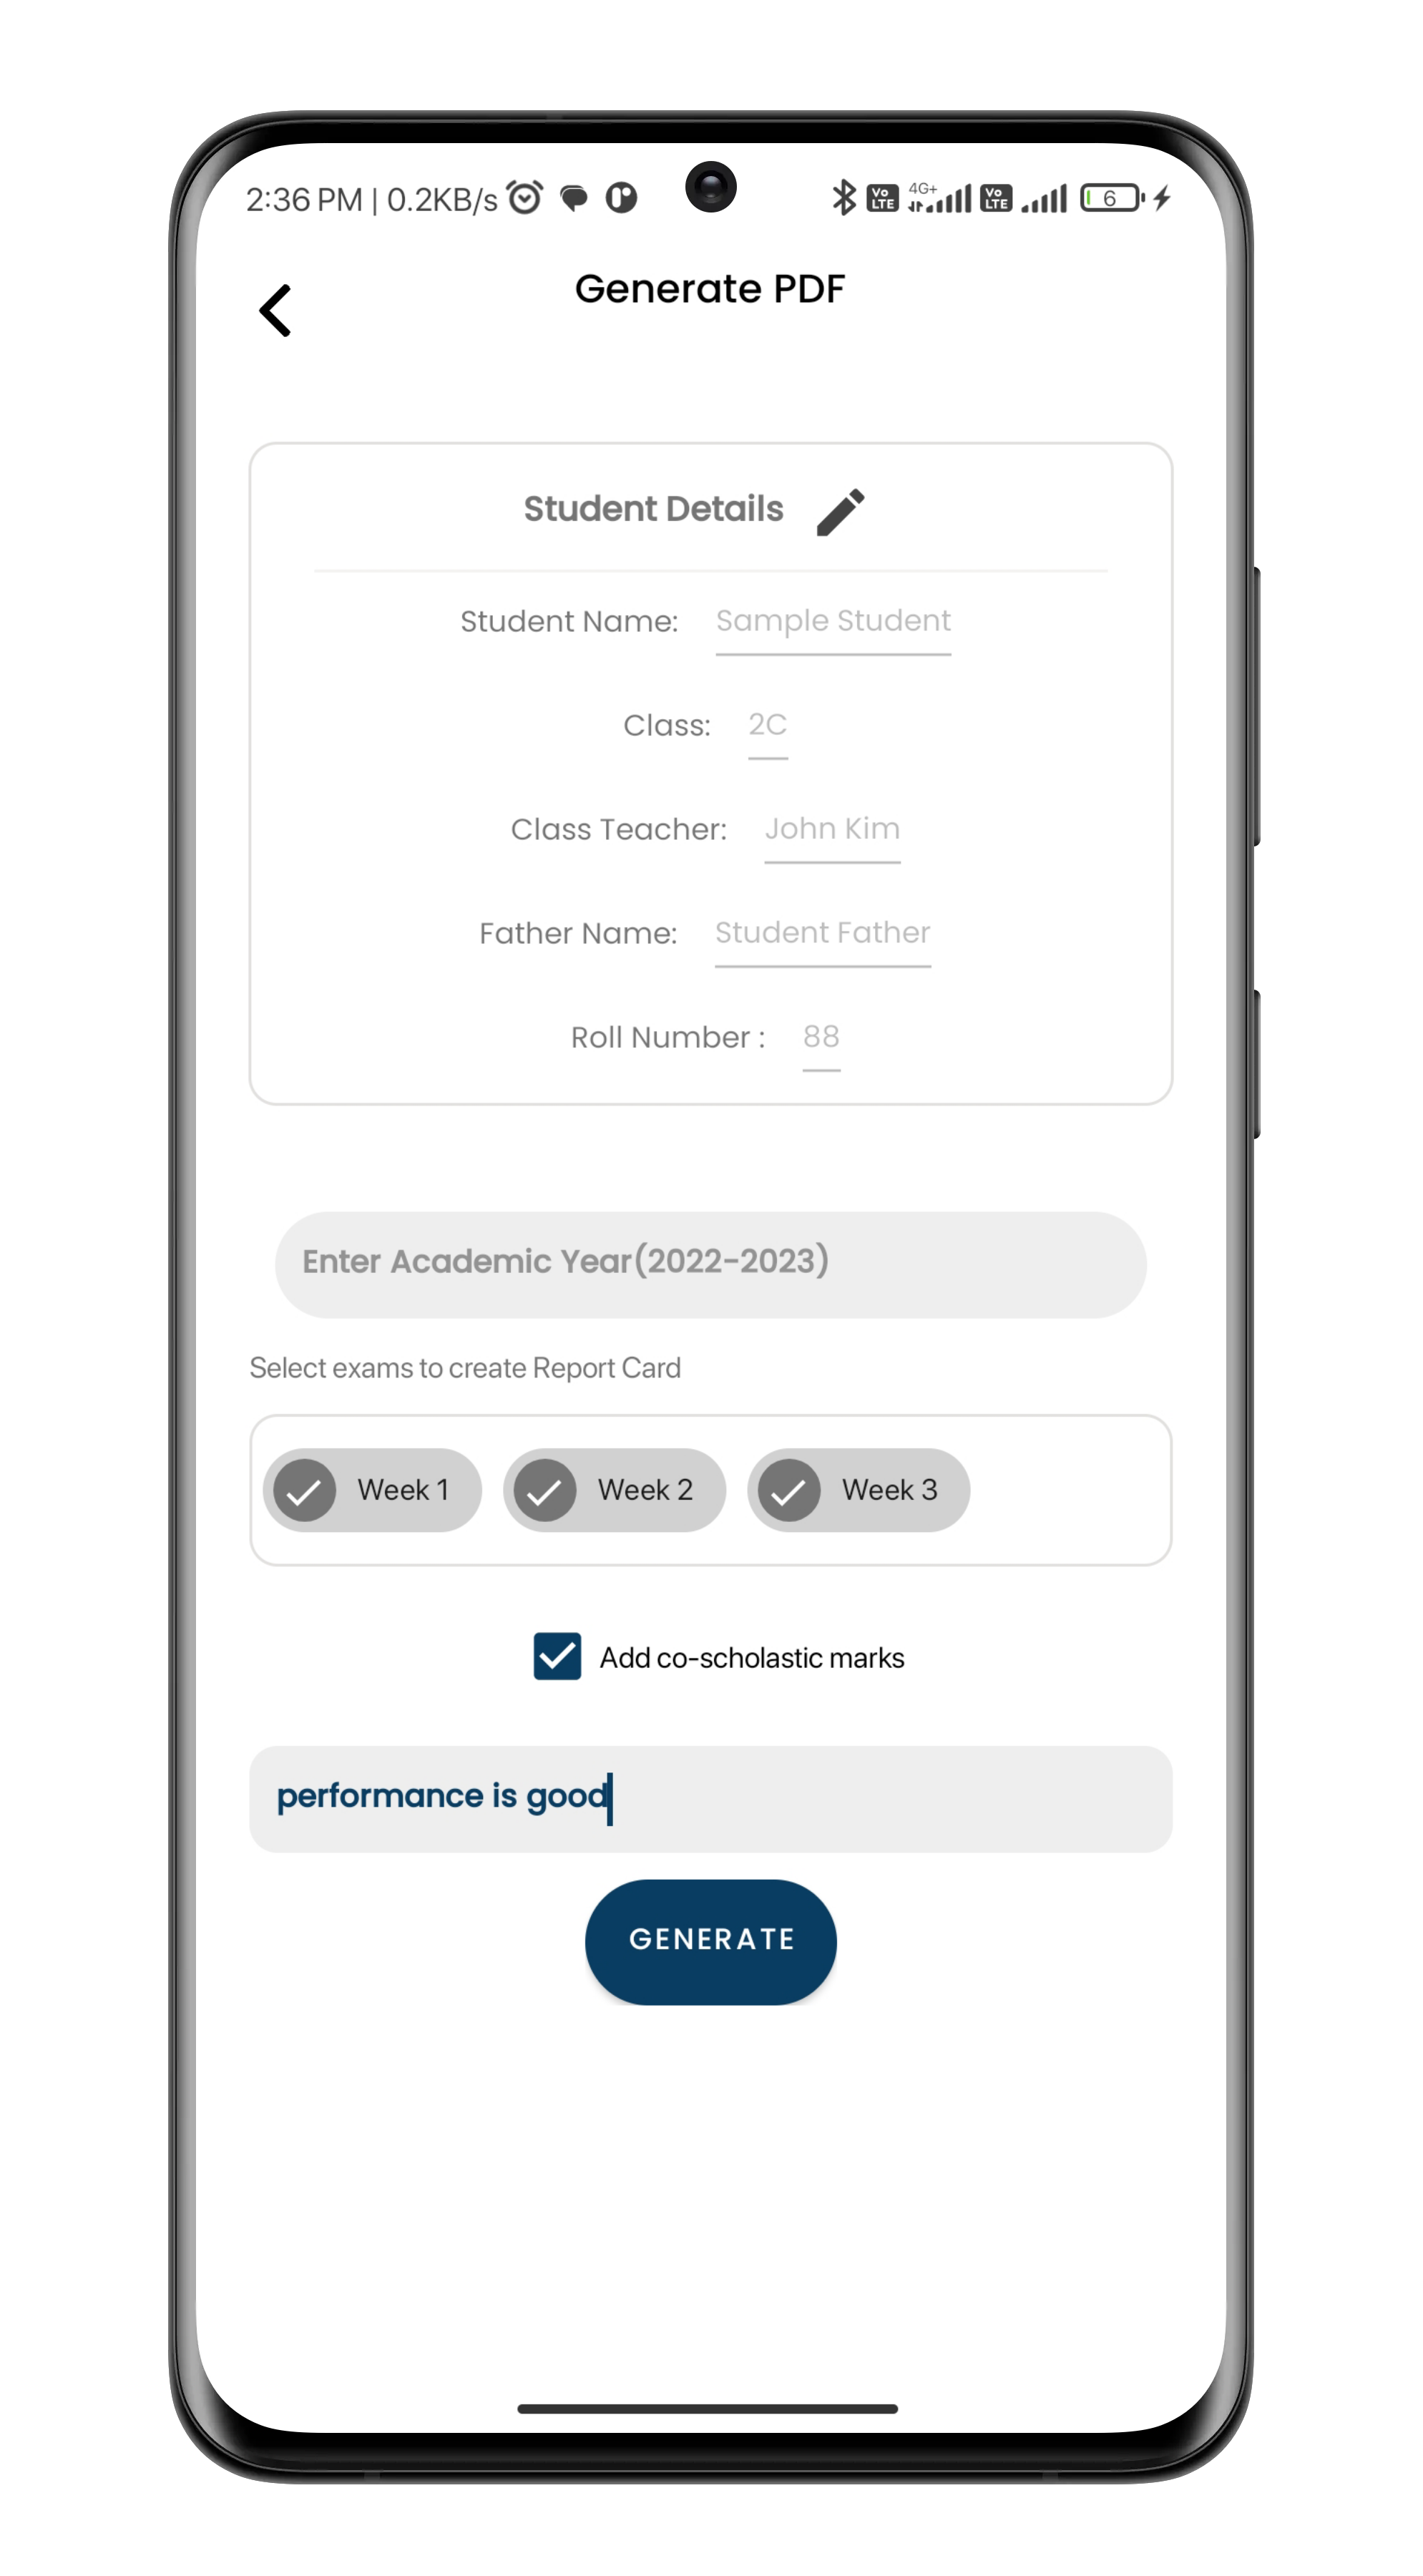 2:36 PM | 0.2KB/s Vo LTE 4G+ Vo LTE 6
Generate PDF
Student Details
Student Name: Sample Student
Class: 2C
Class Teacher: John Kim
Father Name: Student Father
Roll Number : 88
Enter Academic Year(2022-2023)
Select exams to create Report Card
Week 1 Week 2 Week 3
Add co-scholastic marks
performance is good
GENERATE